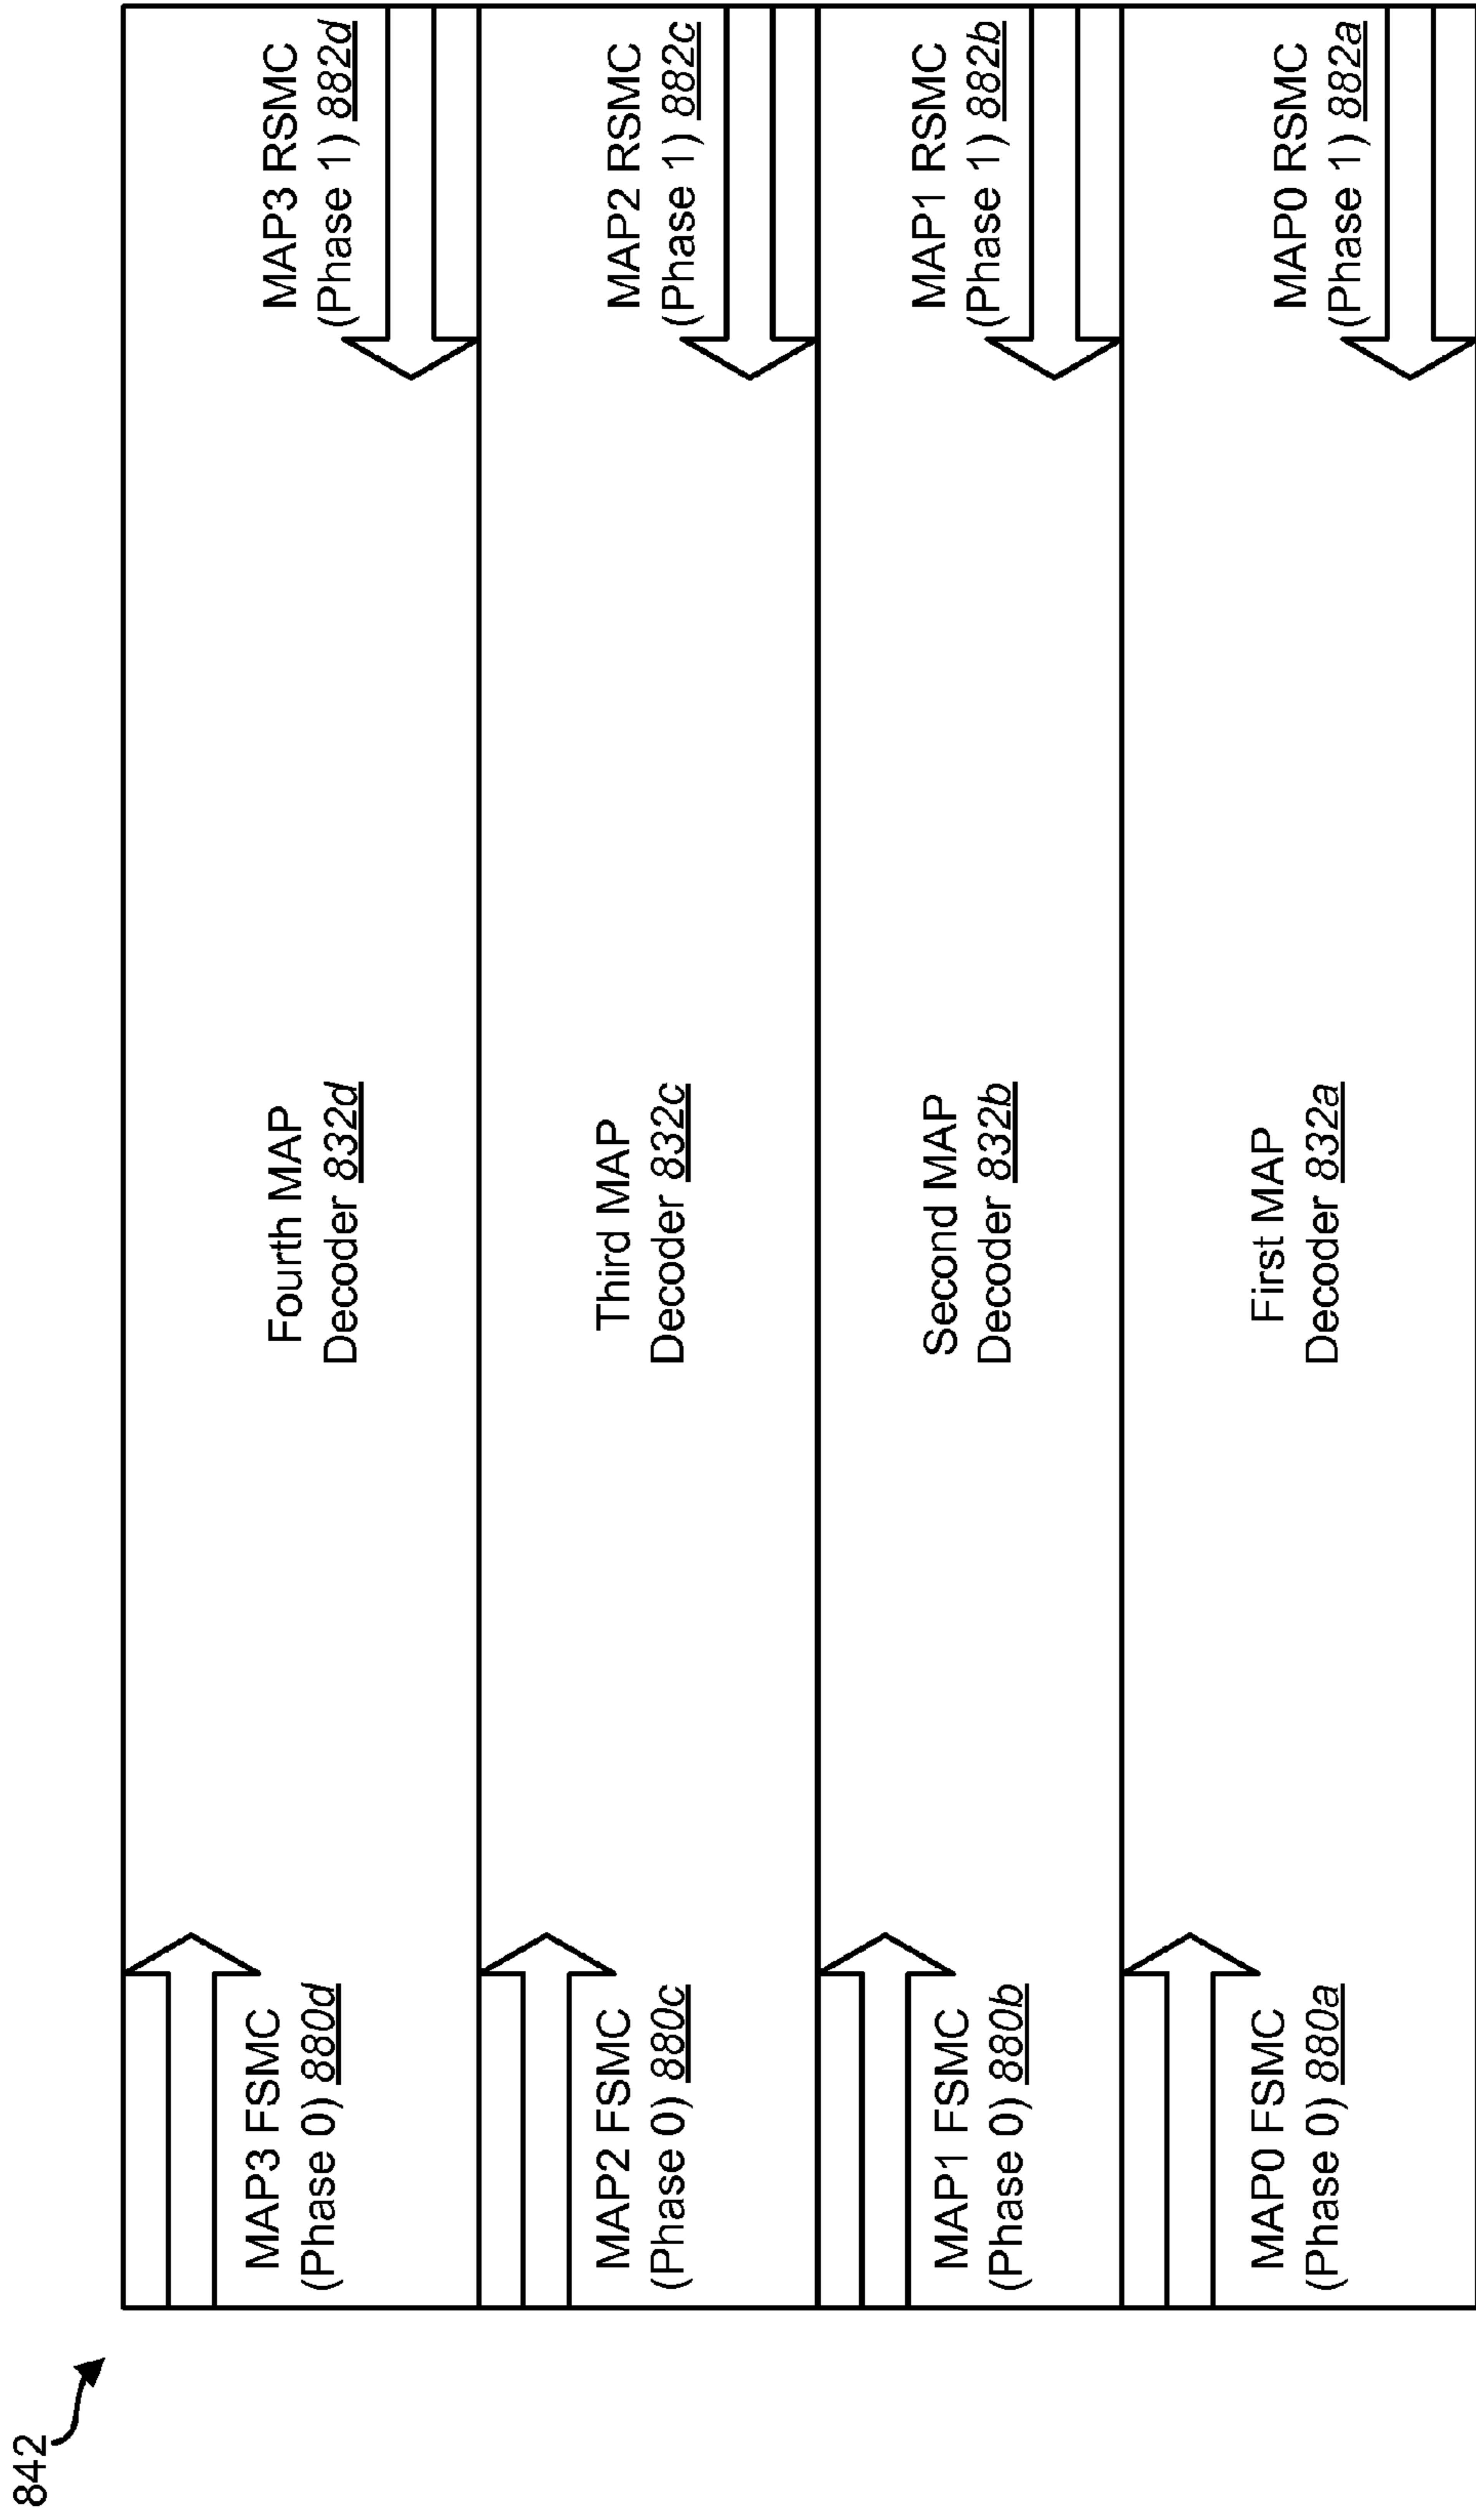 842
MAP3 FSMC
(Phase 0) 880d
Fourth MAP
Decoder 832d
MAP3 RSMC
(Phase 1) 882d
MAP2 FSMC
(Phase 0) 880c
Third MAP
Decoder 832c
MAP2 RSMC
(Phase 1) 882c
MAP1 FSMC
(Phase 0) 880b
Second MAP
Decoder 832b
MAP1 RSMC
(Phase 1) 882b
MAP0 FSMC
(Phase 0) 880a
First MAP
Decoder 832a
MAP0 RSMC
(Phase 1) 882a